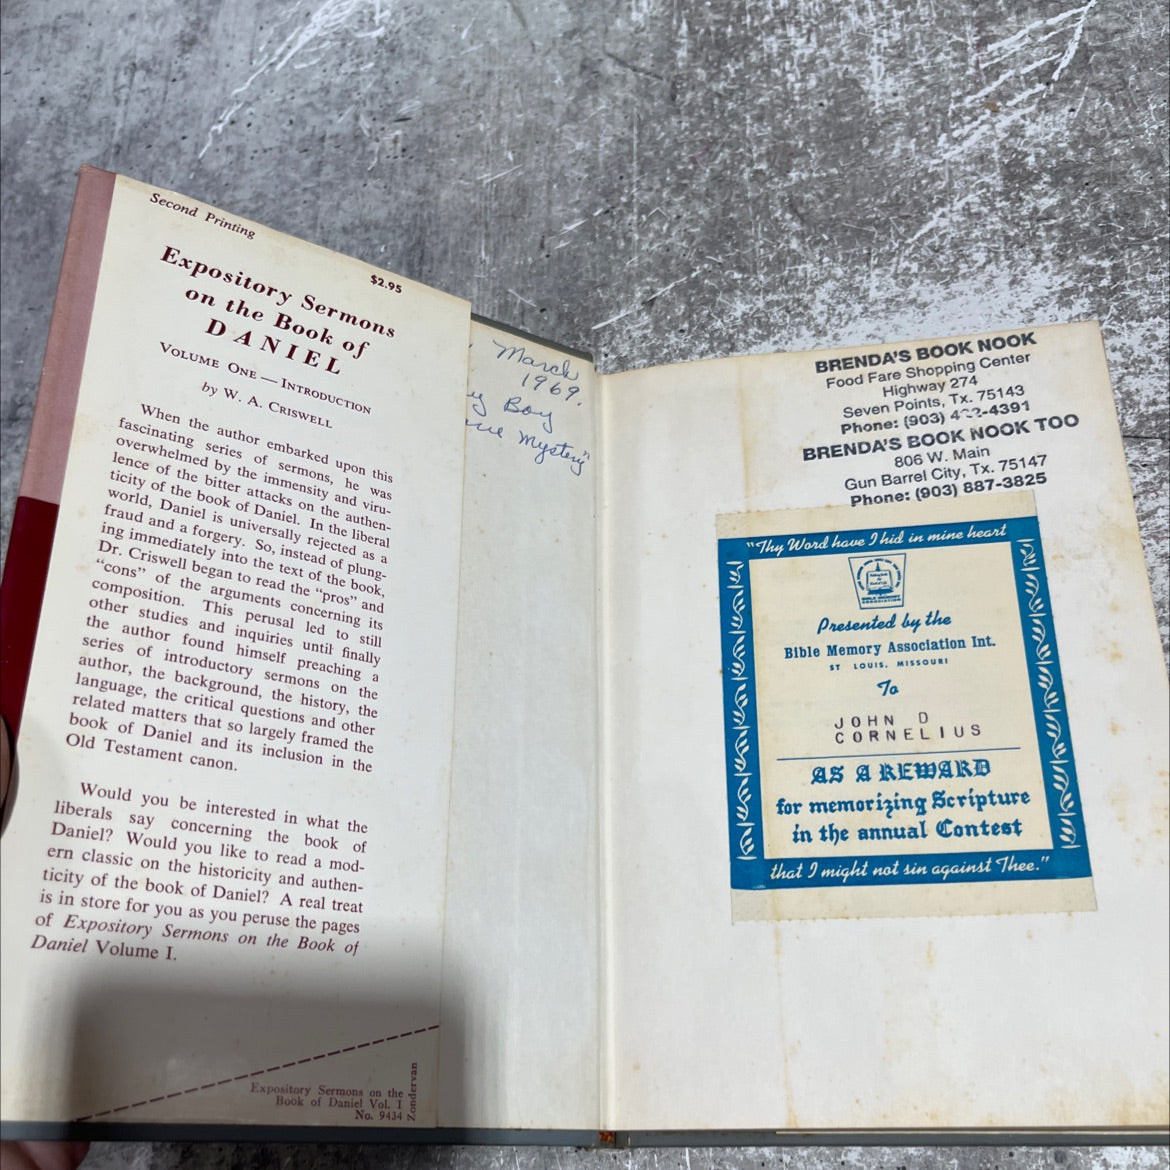 Second Printing
$2.95
Expository Sermons
on the Book of
DANIEL
VOLUME ONE — INTRODUCTION
by W. A. CRISWELL
When the author embarked upon this
fascinating series of sermons, he was
overwhelmed by the immensity and viru-
lence of the bitter attacks on the authen-
ticity of the book of Daniel. In the liberal
world, Daniel is universally rejected as a
fraud and a forgery. So, instead of plung-
ing immediately into the text of the book,
Dr. Criswell began to read the "pros" and
"cons" of the arguments concerning its
composition. This perusal led to still
other studies and inquiries until finally
the author found himself preaching a
series of introductory sermons on the
author, the background, the history, the
language, the critical questions and other
related matters that so largely framed the
book of Daniel and its inclusion in the
Old Testament canon.
Would you be interested in what the
liberals say concerning the book of
Daniel? Would you like to read a mod-
ern classic on the historicity and authen-
ticity of the book of Daniel? A real treat
is in store for you as you peruse the pages
of Expository Sermons on the Book of
Daniel Volume I.
Expository Sermons on the
Book of Daniel Vol. I
No. 9434
Zondervan
March
1969.
Boy
Mystery"
BRENDA'S BOOK NOOK
Food Fare Shopping Center
Highway 274
Seven Points, Tx. 75143
Phone: (903) 432-4391
BRENDA'S BOOK NOOK TOO
806 W. Main
Gun Barrel City, Tx. 75147
Phone: (903) 887-3825
"Thy Word have I hid in mine heart
BIBLE MEMORY
ASSOCIATION
Presented by the
Bible Memory Association Int.
ST LOUIS, MISSOURI
To
JOHN D
CORNELIUS
AS A REWARD
for memorizing Scripture
in the annual Contest
that I might not sin against Thee."